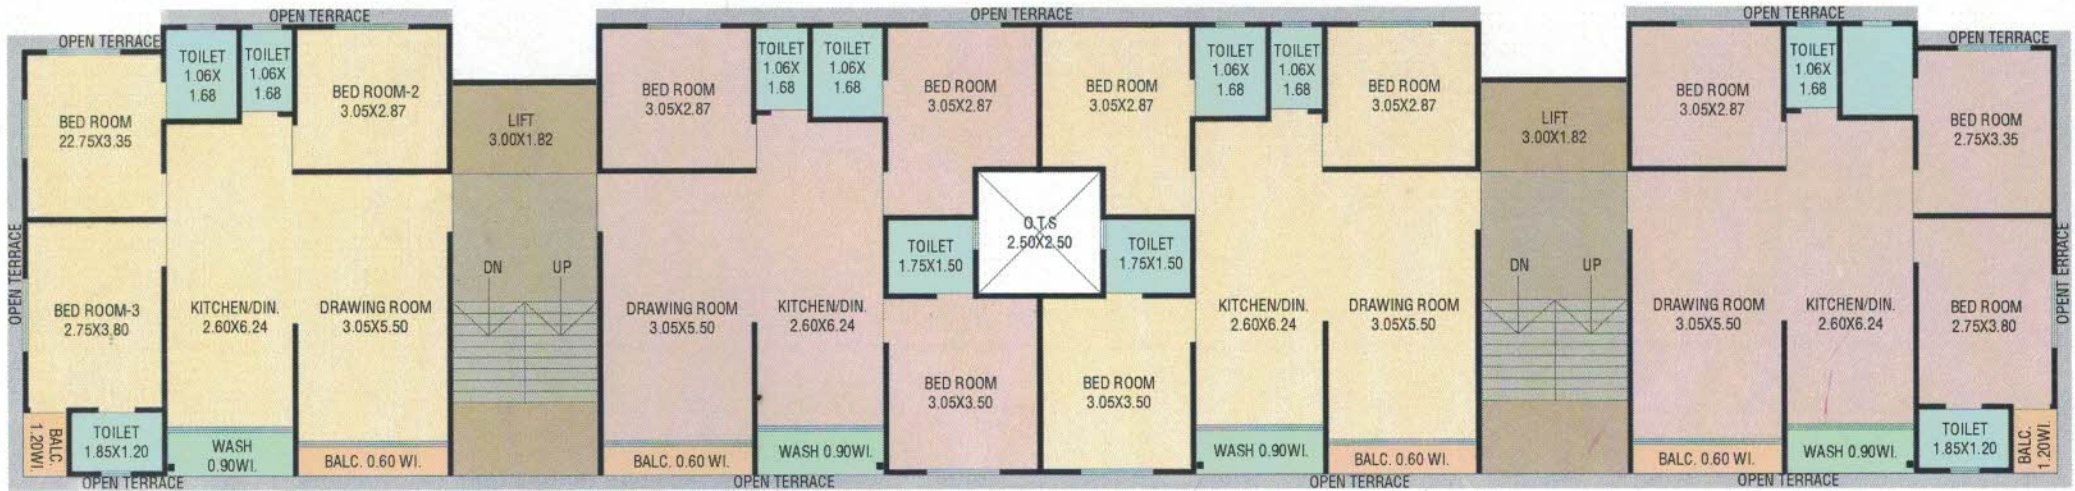 OPEN TERRACE
OPEN TERRACE
OPEN TERRACE
OPEN TERRACE
OPEN TERRACE
TOILET
1.06X
1.68
TOILET
1.06X
1.68
BED ROOM-2
3.05X2.87
BED ROOM
22.75X3.35
LIFT
3.00X1.82
BED ROOM
3.05X2.87
TOILET
1.06X
1.68
TOILET
1.06X
1.68
BED ROOM
3.05X2.87
BED ROOM
3.05X2.87
TOILET
1.06X
1.68
TOILET
1.06X
1.68
BED ROOM
3.05X2.87
LIFT
3.00X1.82
BED ROOM
3.05X2.87
TOILET
1.06X
1.68
BED ROOM
2.75X3.35
OPEN TERRACE
BED ROOM-3
2.75X3.80
KITCHEN/DIN.
2.60X6.24
DRAWING ROOM
3.05X5.50
DN
UP
DRAWING ROOM
3.05X5.50
KITCHEN/DIN.
2.60X6.24
TOILET
1.75X1.50
O.T.S
2.50X2.50
TOILET
1.75X1.50
KITCHEN/DIN.
2.60X6.24
DRAWING ROOM
3.05X5.50
DN
UP
DRAWING ROOM
3.05X5.50
KITCHEN/DIN.
2.60X6.24
BED ROOM
2.75X3.80
OPENT ERRACE
BED ROOM
3.05X3.50
BED ROOM
3.05X3.50
BALC.
1.20WI.
TOILET
1.85X1.20
WASH
0.90WI.
BALC. 0.60 WI.
BALC. 0.60 WI.
WASH 0.90WI.
WASH 0.90WI.
BALC. 0.60 WI.
BALC. 0.60 WI.
WASH 0.90WI.
TOILET
1.85X1.20
BALC.
1.20WI.
OPEN TERRACE
OPEN TERRACE
OPEN TERRACE
OPEN TERRACE